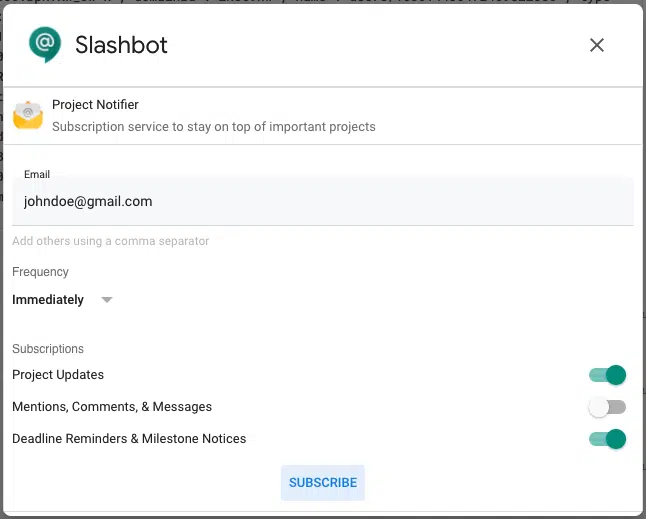 Slashbot
Project Notifier
Subscription service to stay on top of important projects
Email
johndoe@gmail.com
Add others using a comma separator
Frequency
Immediately
Subscriptions
Project Updates
Mentions, Comments, & Messages
Deadline Reminders & Milestone Notices
SUBSCRIBE